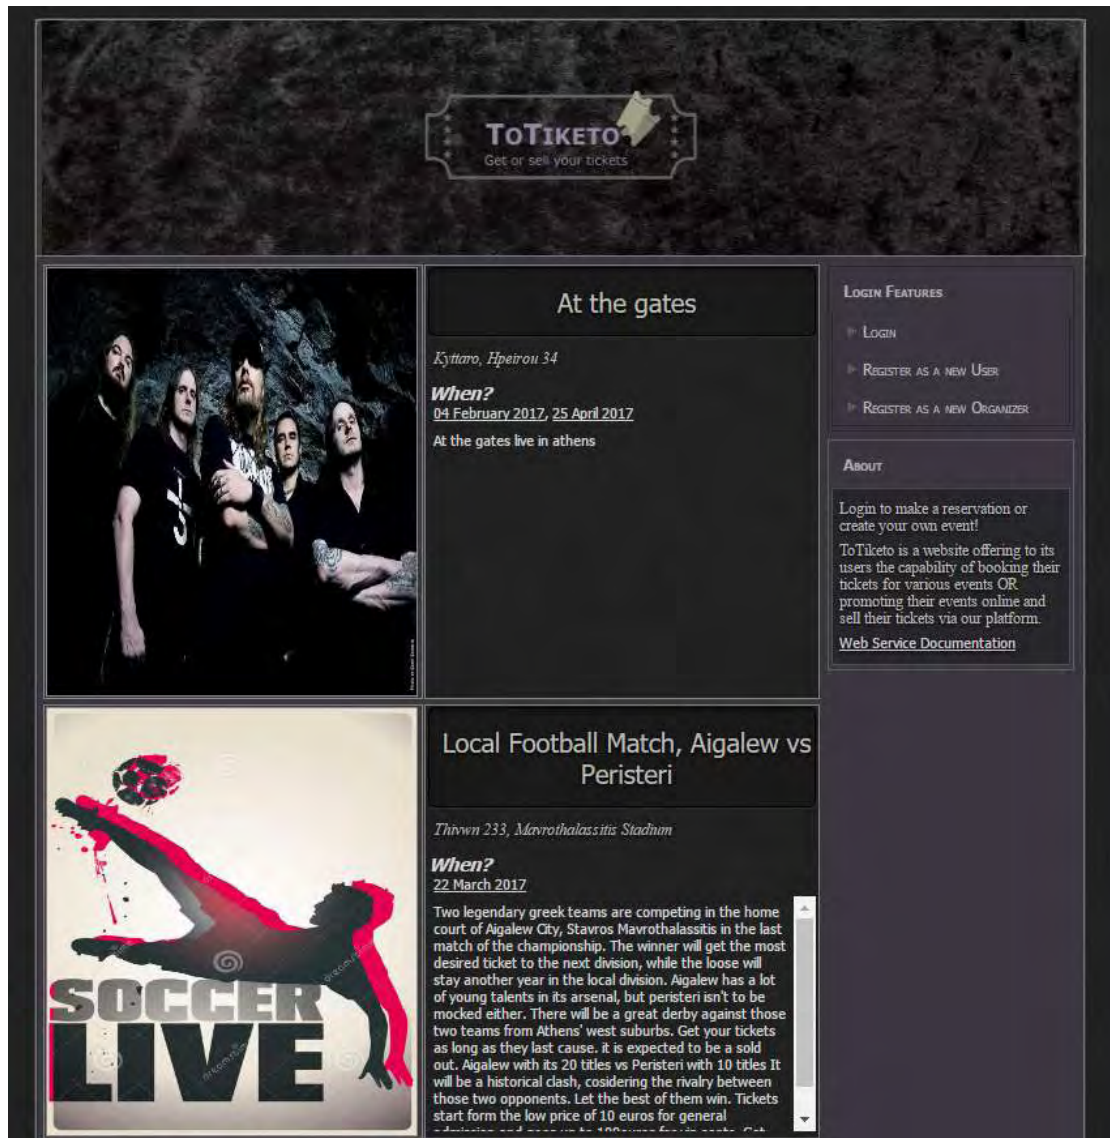 ToTiketo
Get or sell your tickets
At the gates
Kyttaro, Hpeirou 34
When?
04 February 2017, 25 April 2017
At the gates live in athens
Login Features
Login
Register as a new User
Register as a new Organizer
About
Login to make a reservation or
create your own event!
ToTiketo is a website offering to its
users the capability of booking their
tickets for various events OR
promoting their events online and
sell their tickets via our platform.
Web Service Documentation
SOCCER
LIVE
dreamstime
Local Football Match, Aigalew vs
Peristeri
Thivwn 233, Mavrothalassitis Stadium
When?
22 March 2017
Two legendary greek teams are competing in the home
court of Aigalew City, Stavros Mavrothalassitis in the last
match of the championship. The winner will get the most
desired ticket to the next division, while the loose will
stay another year in the local division. Aigalew has a lot
of young talents in its arsenal, but peristeri isn't to be
mocked either. There will be a great derby against those
two teams from Athens' west suburbs. Get your tickets
as long as they last cause. it is expected to be a sold
out. Aigalew with its 20 titles vs Peristeri with 10 titles It
will be a historical clash, cosidering the rivalry between
those two opponents. Let the best of them win. Tickets
start form the low price of 10 euros for general